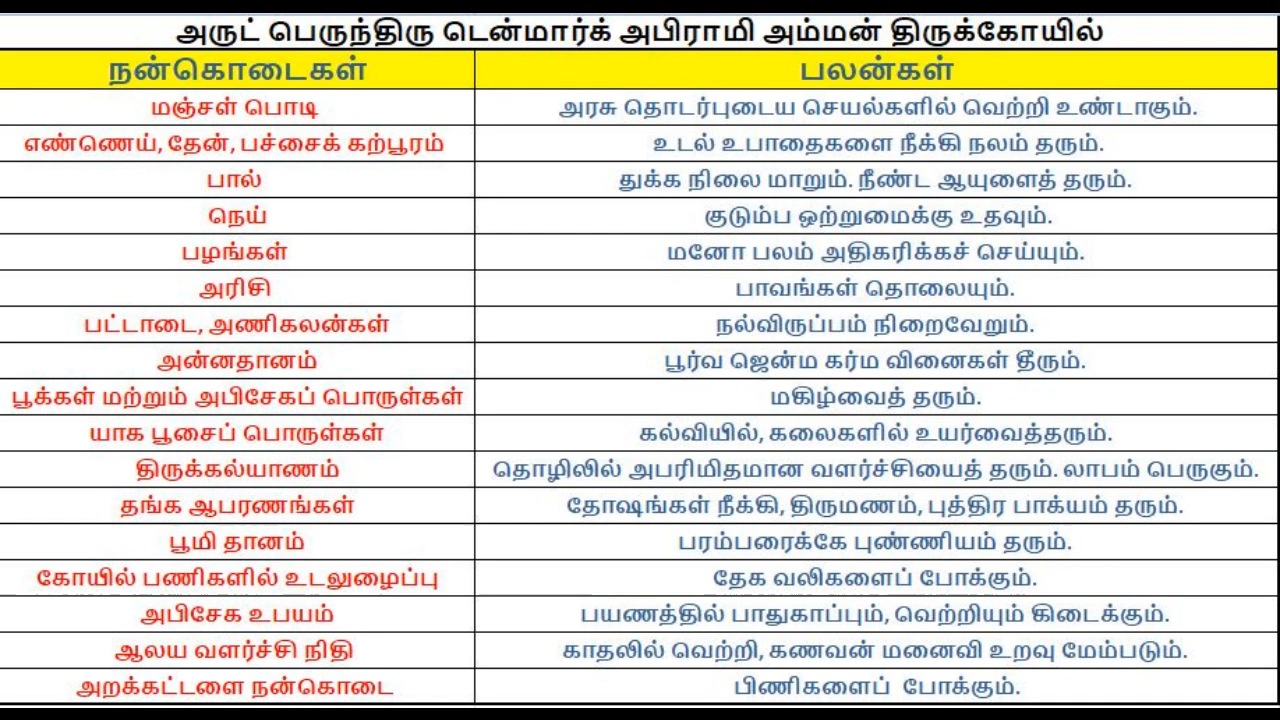 அருட் பெருந்திரு டென்மார்க் அபிராமி அம்மன் திருக்கோயில்
நன்கொடைகள் பலன்கள்
மஞ்சள் பொடி அரசு தொடர்புடைய செயல்களில் வெற்றி உண்டாகும்.
எண்ணெய், தேன், பச்சைக் கற்பூரம் உடல் உபாதைகளை நீக்கி நலம் தரும்.
பால் துக்க நிலை மாறும். நீண்ட ஆயுளைத் தரும்.
நெய் குடும்ப ஒற்றுமைக்கு உதவும்.
பழங்கள் மனோ பலம் அதிகரிக்கச் செய்யும்.
அரிசி பாவங்கள் தொலையும்.
பட்டாடை, அணிகலன்கள் நல்விருப்பம் நிறைவேறும்.
அன்னதானம் பூர்வ ஜென்ம கர்ம வினைகள் தீரும்.
பூக்கள் மற்றும் அபிசேகப் பொருள்கள் மகிழ்வைத் தரும்.
யாக பூசைப் பொருள்கள் கல்வியில், கலைகளில் உயர்வைத்தரும்.
திருக்கல்யாணம் தொழிலில் அபரிமிதமான வளர்ச்சியைத் தரும். லாபம் பெருகும்.
தங்க ஆபரணங்கள் தோஷங்கள் நீக்கி, திருமணம், புத்திர பாக்யம் தரும்.
பூமி தானம் பரம்பரைக்கே புண்ணியம் தரும்.
கோயில் பணிகளில் உடலுழைப்பு தேக வலிகளைப் போக்கும்.
அபிசேக உபயம் பயணத்தில் பாதுகாப்பும், வெற்றியும் கிடைக்கும்.
ஆலய வளர்ச்சி நிதி காதலில் வெற்றி, கணவன் மனைவி உறவு மேம்படும்.
அறக்கட்டளை நன்கொடை பிணிகளைப் போக்கும்.